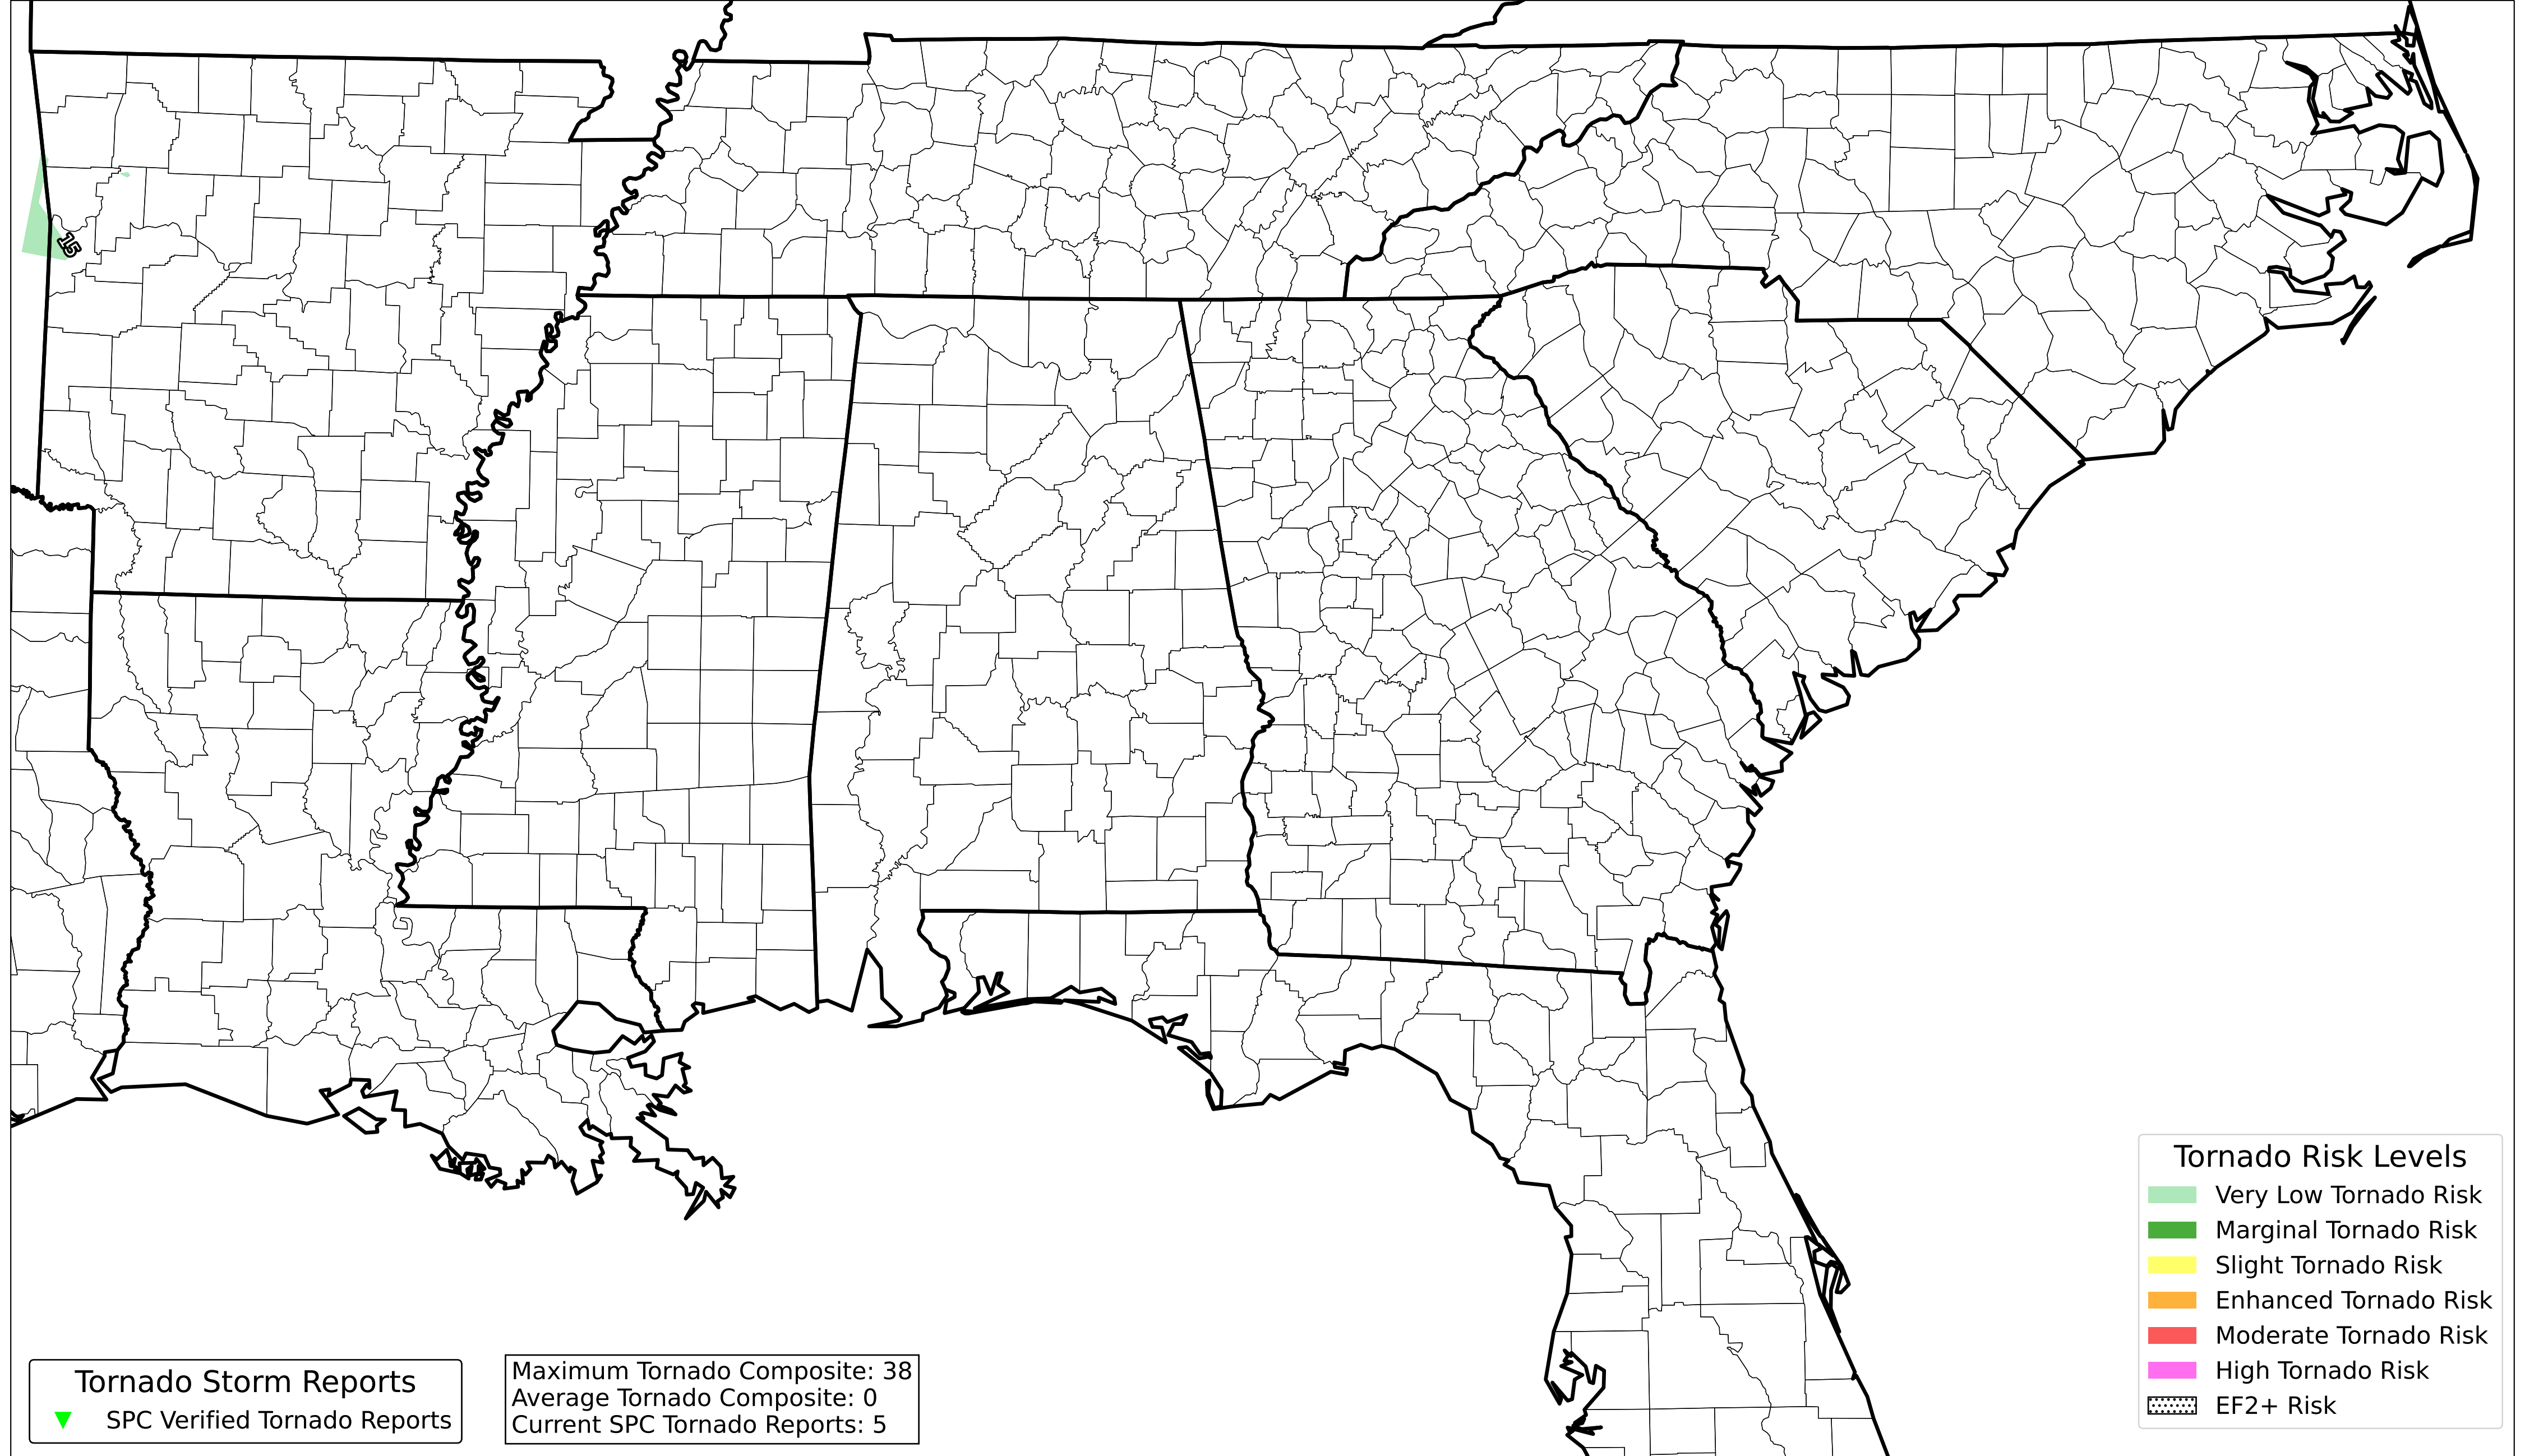 15
Tornado Storm Reports
SPC Verified Tornado Reports
Maximum Tornado Composite: 38
Average Tornado Composite: 0
Current SPC Tornado Reports: 5
Tornado Risk Levels
Very Low Tornado Risk
Marginal Tornado Risk
Slight Tornado Risk
Enhanced Tornado Risk
Moderate Tornado Risk
High Tornado Risk
EF2+ Risk